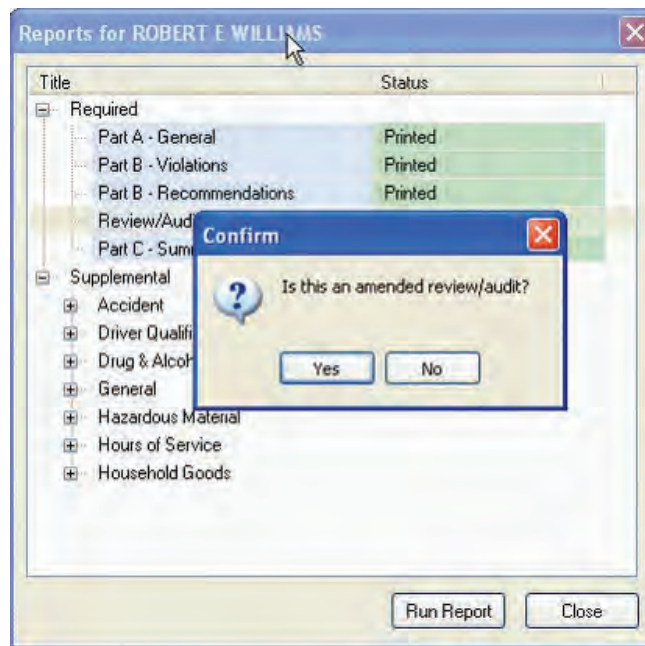 Reports for ROBERT E WILLIAMS
Title Status
Required
Part A - General Printed
Part B - Violations Printed
Part B - Recommendations Printed
Review/Aud
Part C - Sum
Confirm
Is this an amended review/audit?
Yes No
Supplemental
Accident
Driver Qualifi
Drug & Alcoh
General
Hazardous Material
Hours of Service
Household Goods
Run Report Close